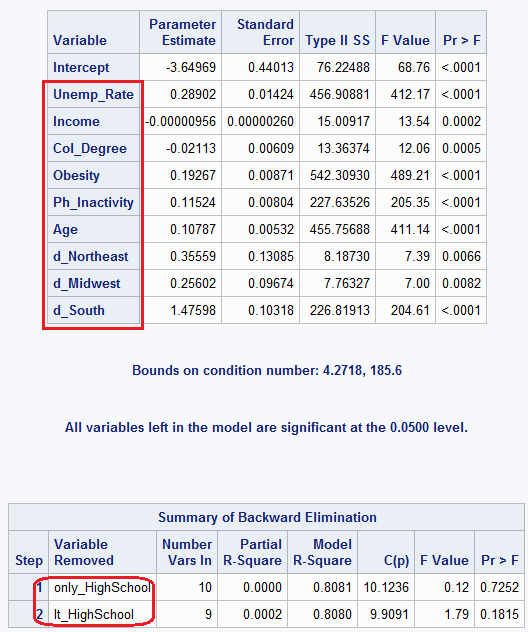 Variable Parameter Estimate Standard Error Type II SS F Value Pr > F
Intercept -3.64969 0.44013 76.22488 68.76 <.0001
Unemp_Rate 0.28902 0.01424 456.90881 412.17 <.0001
Income -0.00000956 0.00000260 15.00917 13.54 0.0002
Col_Degree -0.02113 0.00609 13.36374 12.06 0.0005
Obesity 0.19267 0.00871 542.30930 489.21 <.0001
Ph_Inactivity 0.11524 0.00804 227.63526 205.35 <.0001
Age 0.10787 0.00532 455.75688 411.14 <.0001
d_Northeast 0.35559 0.13085 8.18730 7.39 0.0066
d_Midwest 0.25602 0.09674 7.76327 7.00 0.0082
d_South 1.47598 0.10318 226.81913 204.61 <.0001
Bounds on condition number: 4.2718, 185.6
All variables left in the model are significant at the 0.0500 level.
Summary of Backward Elimination
Step Variable Removed Number Vars In Partial R-Square Model R-Square C(p) F Value Pr > F
1 only_HighSchool 10 0.0000 0.8081 10.1236 0.12 0.7252
2 lt_HighSchool 9 0.0002 0.8080 9.9091 1.79 0.1815